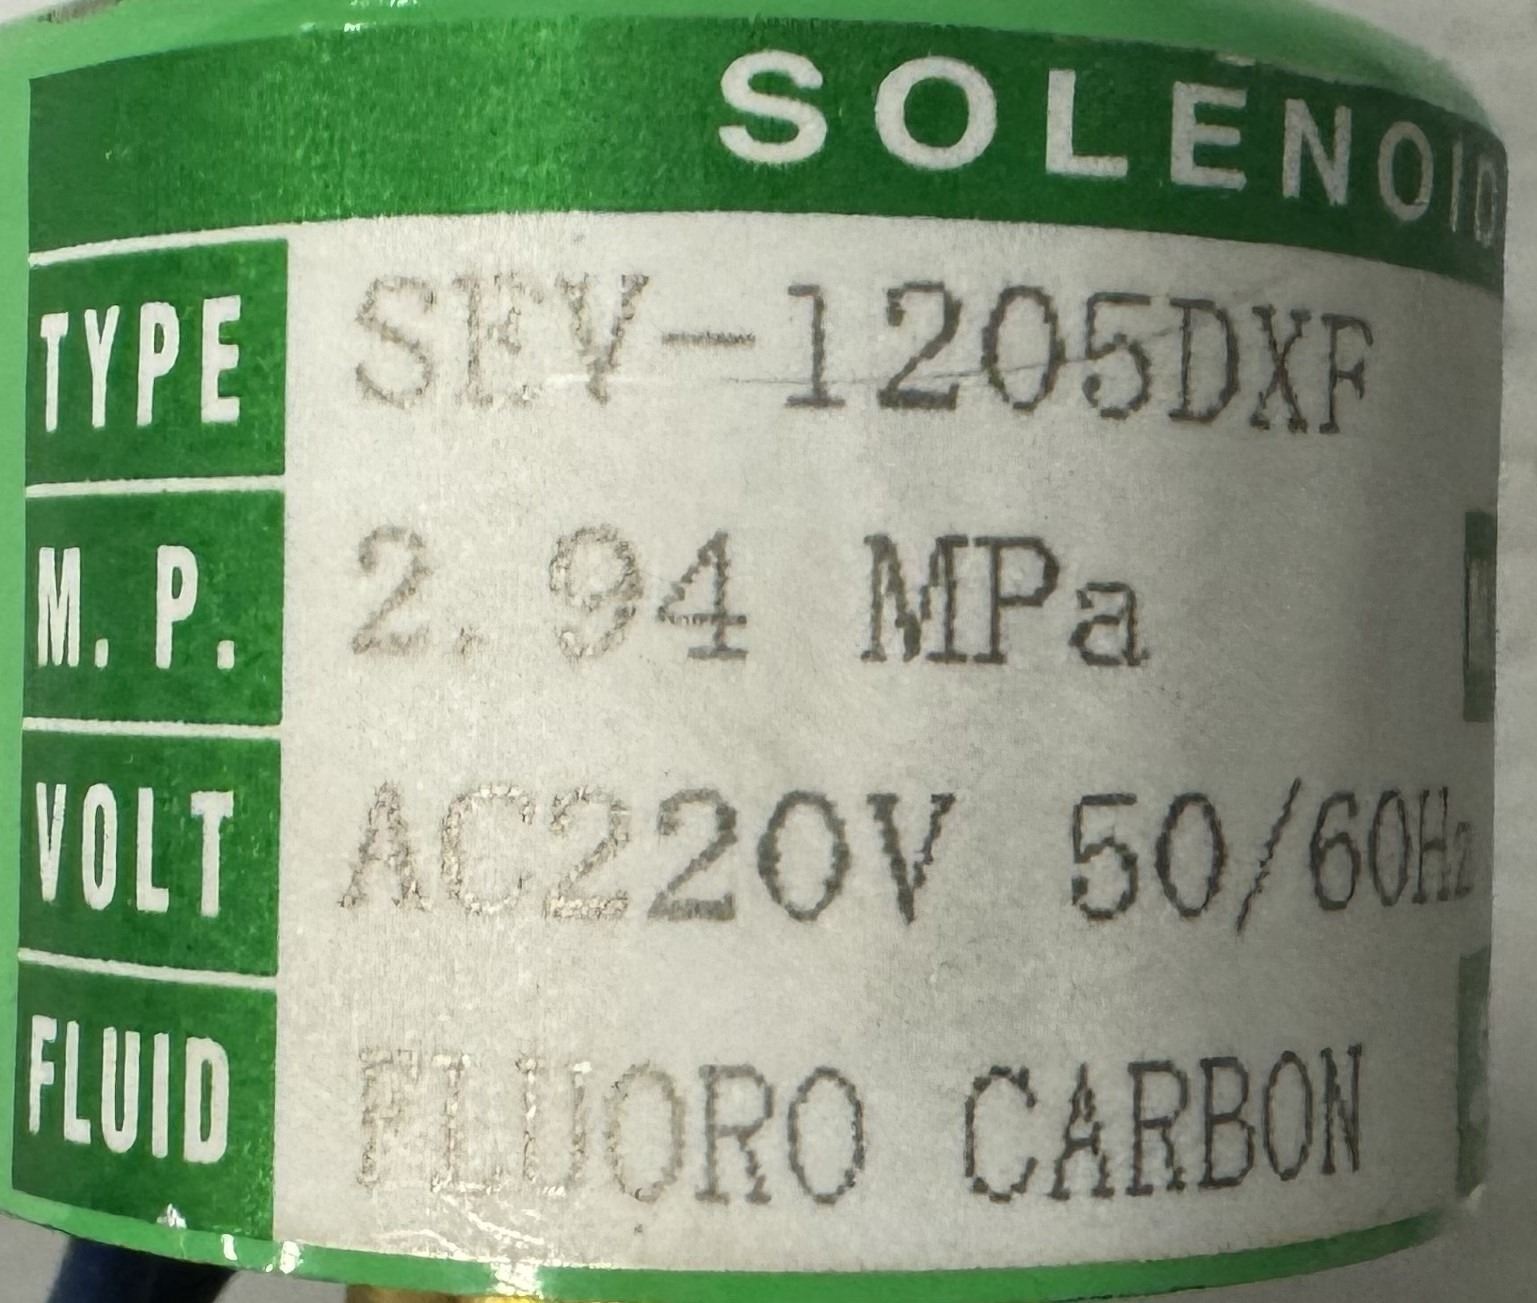 SOLENOID
TYPE SEV-1205DXF
M. P. 2. 94 MPa
VOLT AC220V 50/60Hz
FLUID FLUORO CARBON